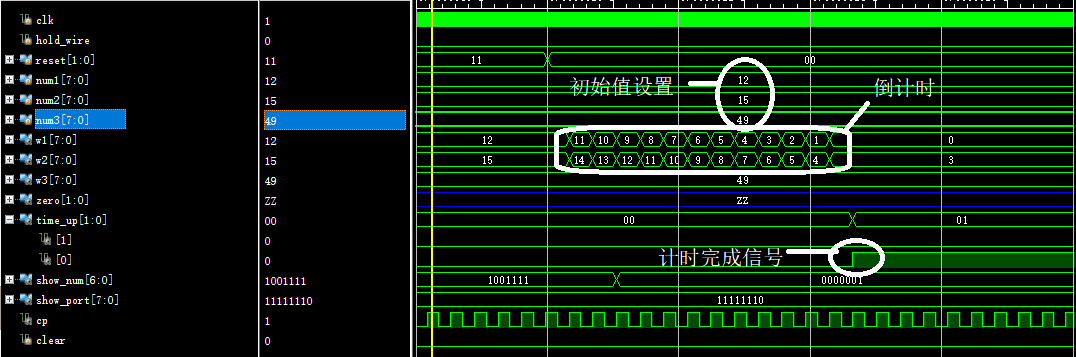 clk 1
hold_wire 0
reset[1:0] 11 11 00
num1[7:0] 12 12
num2[7:0] 15 15
num3[7:0] 49 49
w1[7:0] 12 12 11 10 9 8 7 6 5 4 3 2 1 0
w2[7:0] 15 15 14 13 12 11 10 9 8 7 6 5 4 3
w3[7:0] 49 49
zero[1:0] ZZ ZZ
time_up[1:0] 00 00 01
[1] 0
[0] 0
show_num[6:0] 1001111 1001111 0000001
show_port[7:0] 11111110 11111110
cp 1
clear 0
初始值设置
倒计时
计时完成信号